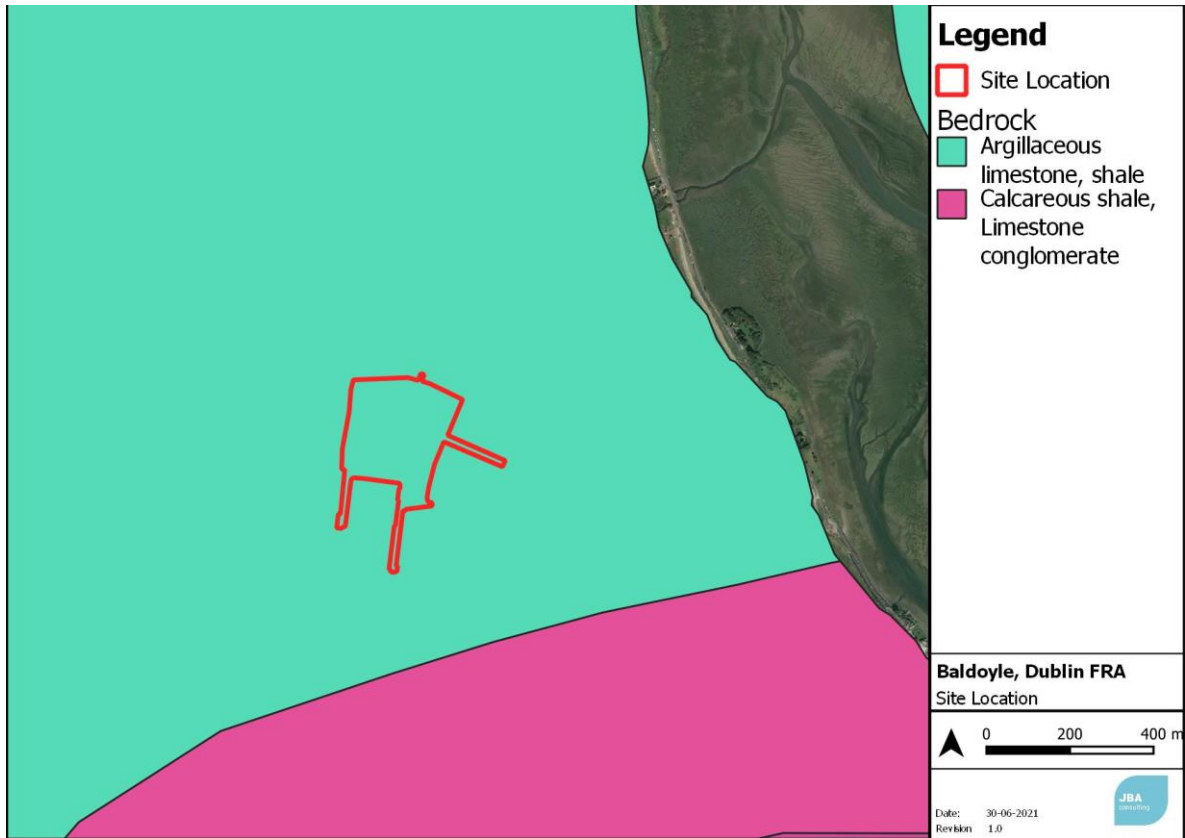 Legend
Site Location
Bedrock
Argillaceous
limestone, shale
Calcareous shale,
Limestone
conglomerate
Baldoyle, Dublin FRA
Site Location
0 200 400 m
JBA
consulting
Date: 30-06-2021
Revision 1.0